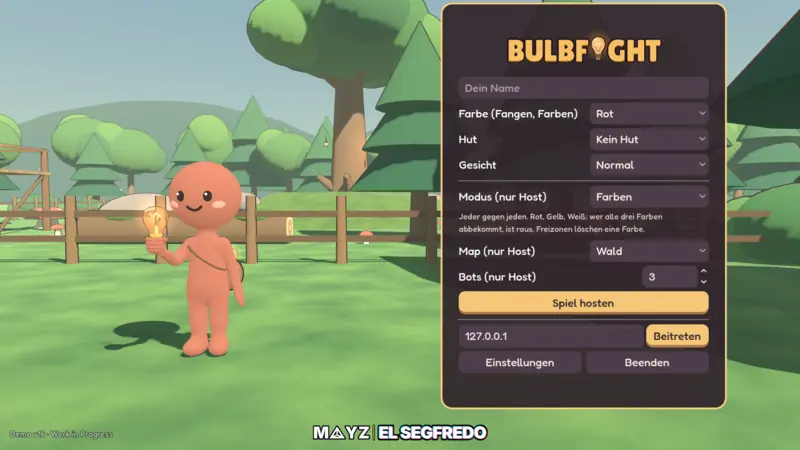 BULBFIGHT
Dein Name
Farbe (Fangen, Farben) Rot
Hut Kein Hut
Gesicht Normal
Modus (nur Host) Farben
Jeder gegen jeden. Rot, Gelb, Weiß: wer alle drei Farben
abbekommt, ist raus. Freizonen löschen eine Farbe.
Map (nur Host) Wald
Bots (nur Host) 3
Spiel hosten
127.0.0.1 Beitreten
Einstellungen Beenden
Demo v16 - Work in Progress
MAYZ EL SEGFREDO